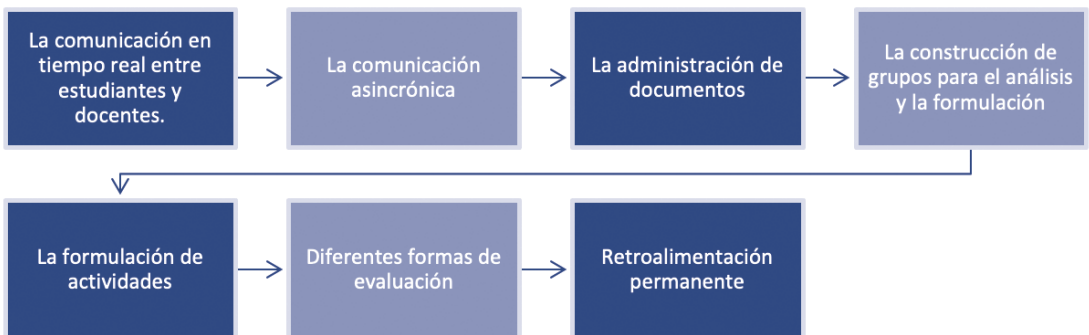 La comunicación en
tiempo real entre
estudiantes y
docentes.
La comunicación
asincrónica
La administración de
documentos
La construcción de
grupos para el análisis
y la formulación
La formulación de
actividades
Diferentes formas de
evaluación
Retroalimentación
permanente